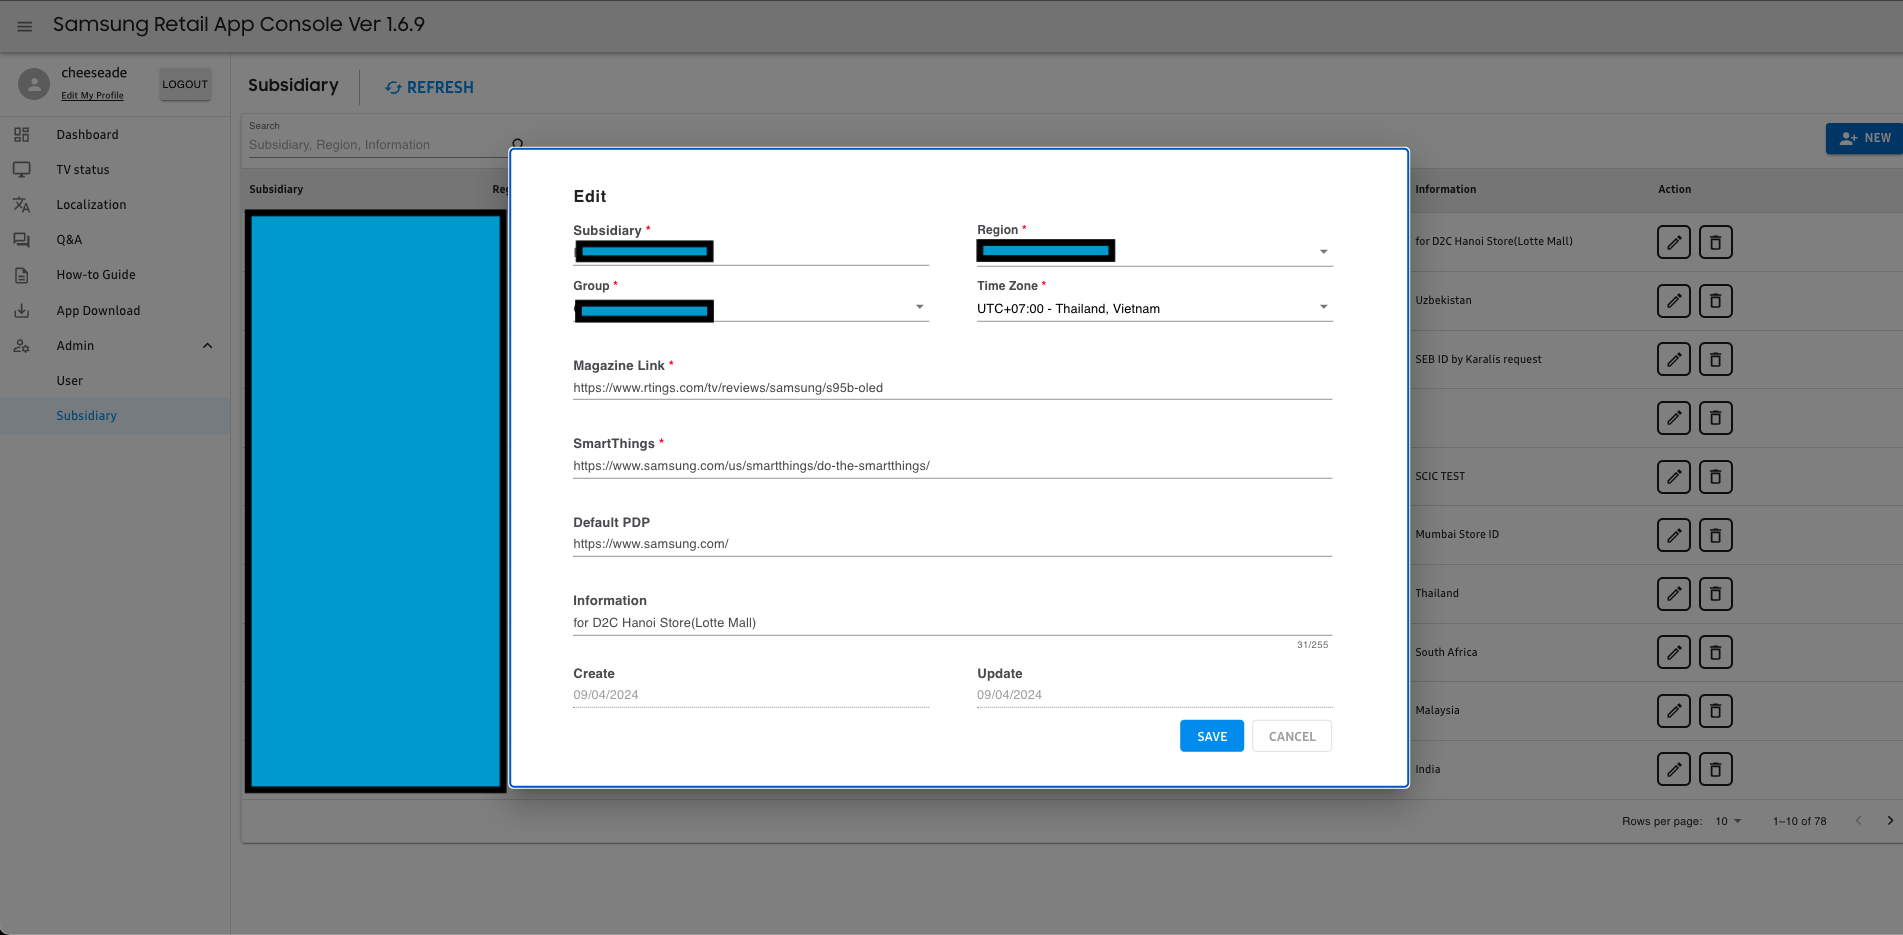 Samsung Retail App Console Ver 1.6.9
cheeseade
Edit My Profile
LOGOUT
Dashboard
TV status
Localization
Q&A
How-to Guide
App Download
Admin
User
Subsidiary
Subsidiary
REFRESH
Search
Subsidiary, Region, Information
NEW
Subsidiary
Information
Action
for D2C Hanoi Store(Lotte Mall)
Uzbekistan
SEB ID by Karalis request
SCIC TEST
Mumbai Store ID
Thailand
South Africa
Malaysia
India
Rows per page: 10 1–10 of 78
Edit
Subsidiary *
Region *
Group *
Time Zone *
UTC+07:00 - Thailand, Vietnam
Magazine Link *
https://www.rtings.com/tv/reviews/samsung/s95b-oled
SmartThings *
https://www.samsung.com/us/smartthings/do-the-smartthings/
Default PDP
https://www.samsung.com/
Information
for D2C Hanoi Store(Lotte Mall)
31/255
Create
Update
09/04/2024
09/04/2024
SAVE
CANCEL